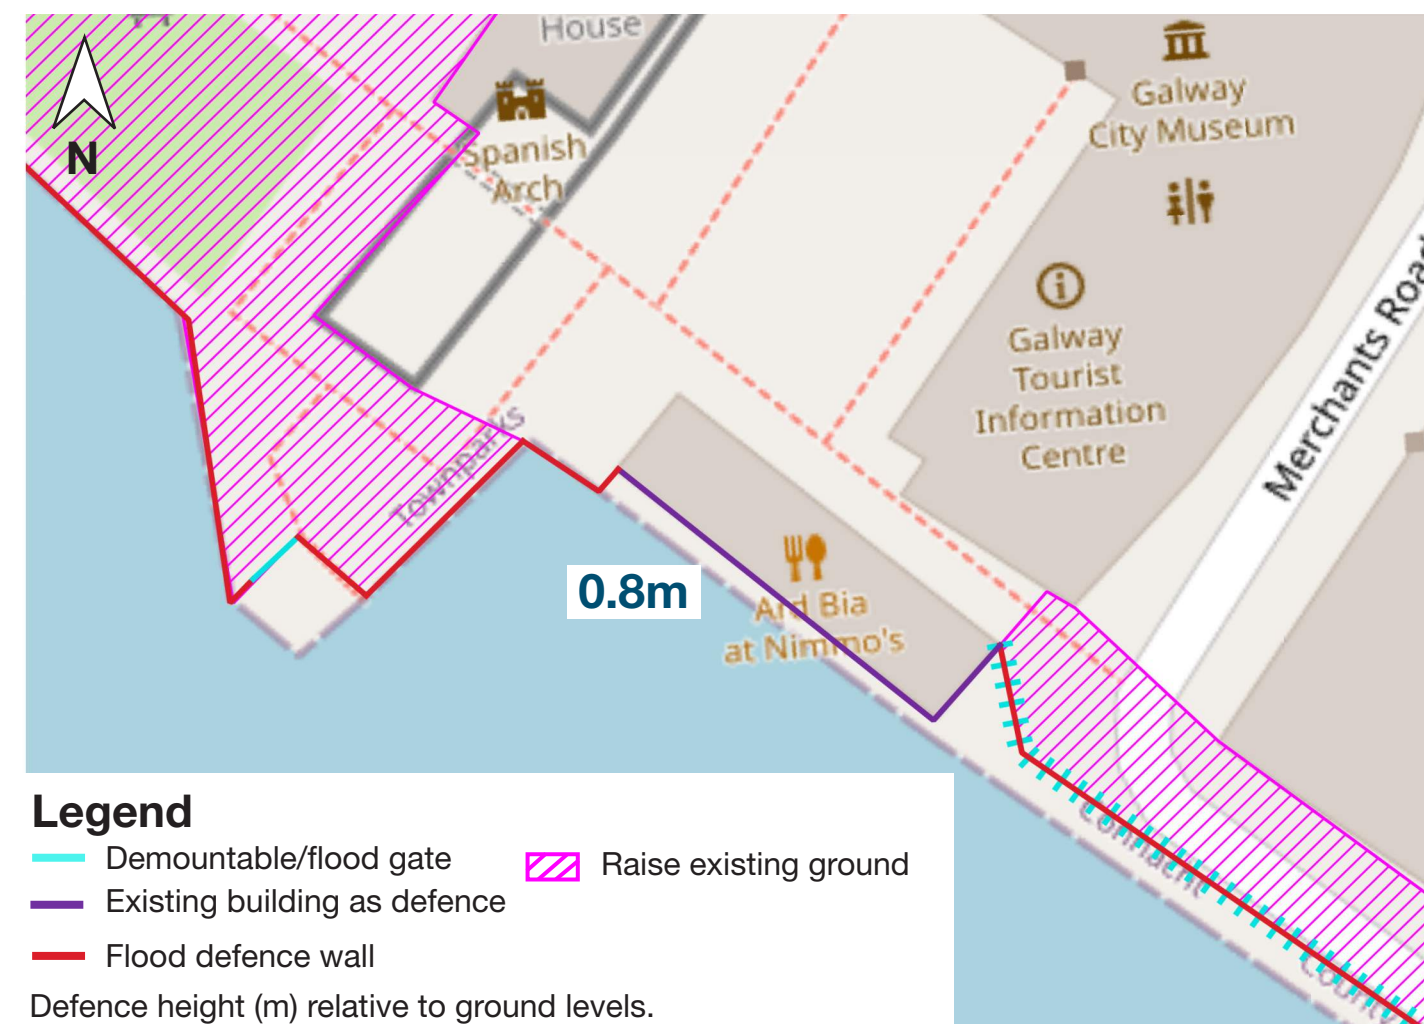 House
N
Spanish
Arch
Galway
City Museum
Galway
Tourist
Information
Centre
Merchants Road
Townparks
0.8m
Ard Bia
at Nimmo's
County
Legend
Demountable/flood gate
Raise existing ground
Existing building as defence
Flood defence wall
Defence height (m) relative to ground levels.